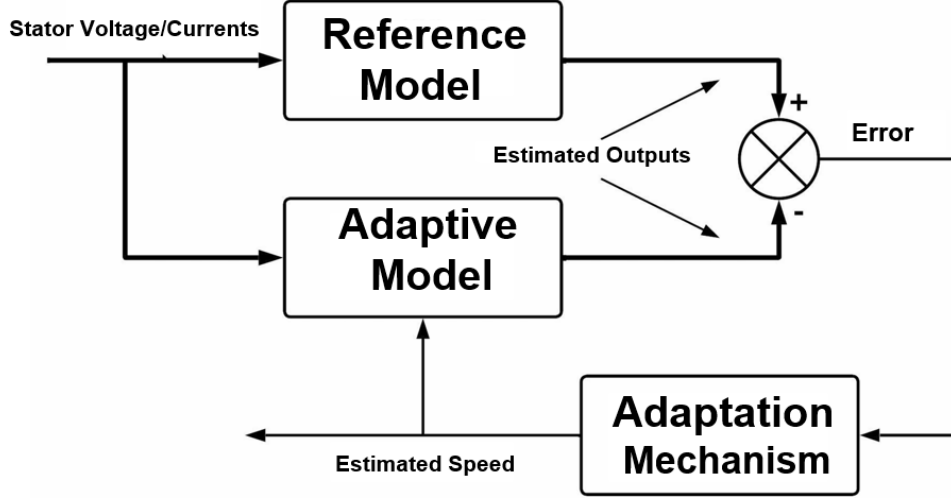 Stator Voltage/Currents
Reference
Model
+
Error
Estimated Outputs
-
Adaptive
Model
Adaptation
Mechanism
Estimated Speed